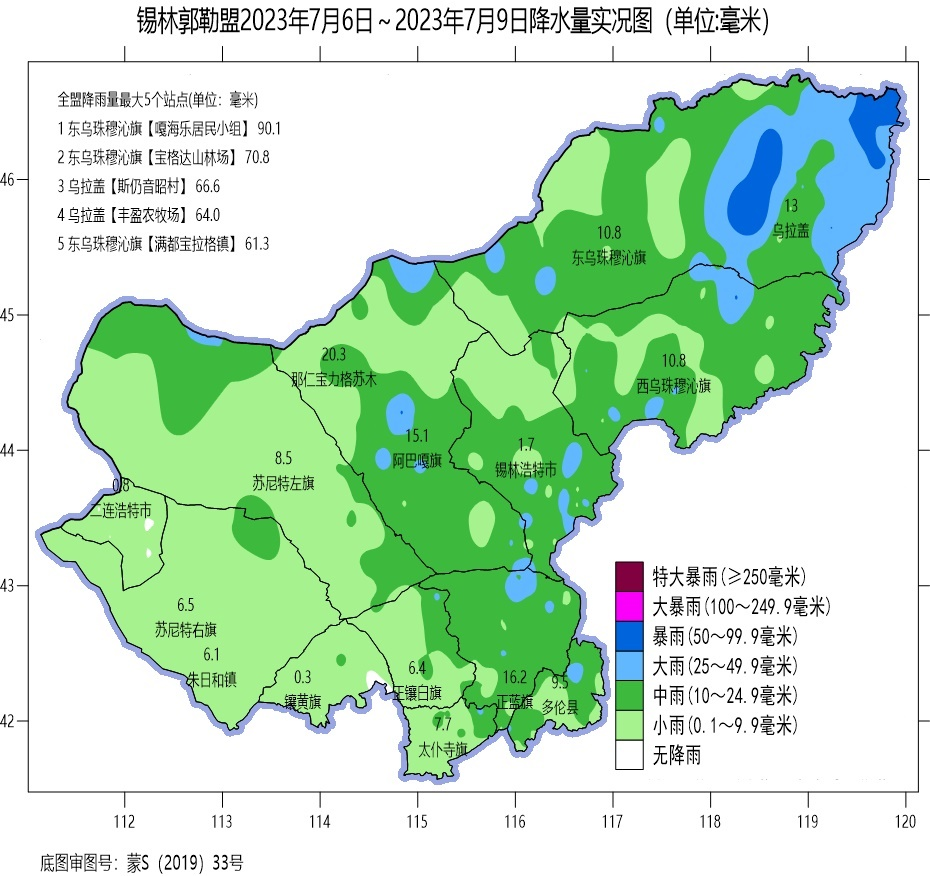 锡林郭勒盟2023年7月6日～2023年7月9日降水量实况图（单位:毫米）
全盟降雨量最大5个站点(单位：毫米)
1 东乌珠穆沁旗【嘎海乐居民小组】 90.1
2 东乌珠穆沁旗【宝格达山林场】 70.8
3 乌拉盖【斯仍音昭村】 66.6
4 乌拉盖【丰盈农牧场】 64.0
5 东乌珠穆沁旗【满都宝拉格镇】 61.3
46
45
44
43
42
13
乌拉盖
10.8
东乌珠穆沁旗
20.3
那仁宝力格苏木
10.8
西乌珠穆沁旗
15.1
阿巴嘎旗
1.7
锡林浩特市
8.5
苏尼特左旗
0.8
二连浩特市
6.5
苏尼特右旗
6.1
朱日和镇
0.3
镶黄旗
6.4
正镶白旗
16.2
正蓝旗
9.5
多伦县
7.7
太仆寺旗
特大暴雨(≥250毫米)
大暴雨(100～249.9毫米)
暴雨(50～99.9毫米)
大雨(25～49.9毫米)
中雨(10～24.9毫米)
小雨(0.1～9.9毫米)
无降雨
112 113 114 115 116 117 118 119 120
底图审图号：蒙S（2019）33号